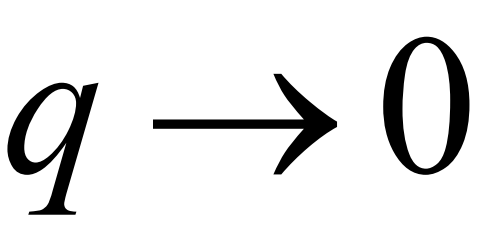 q → 0